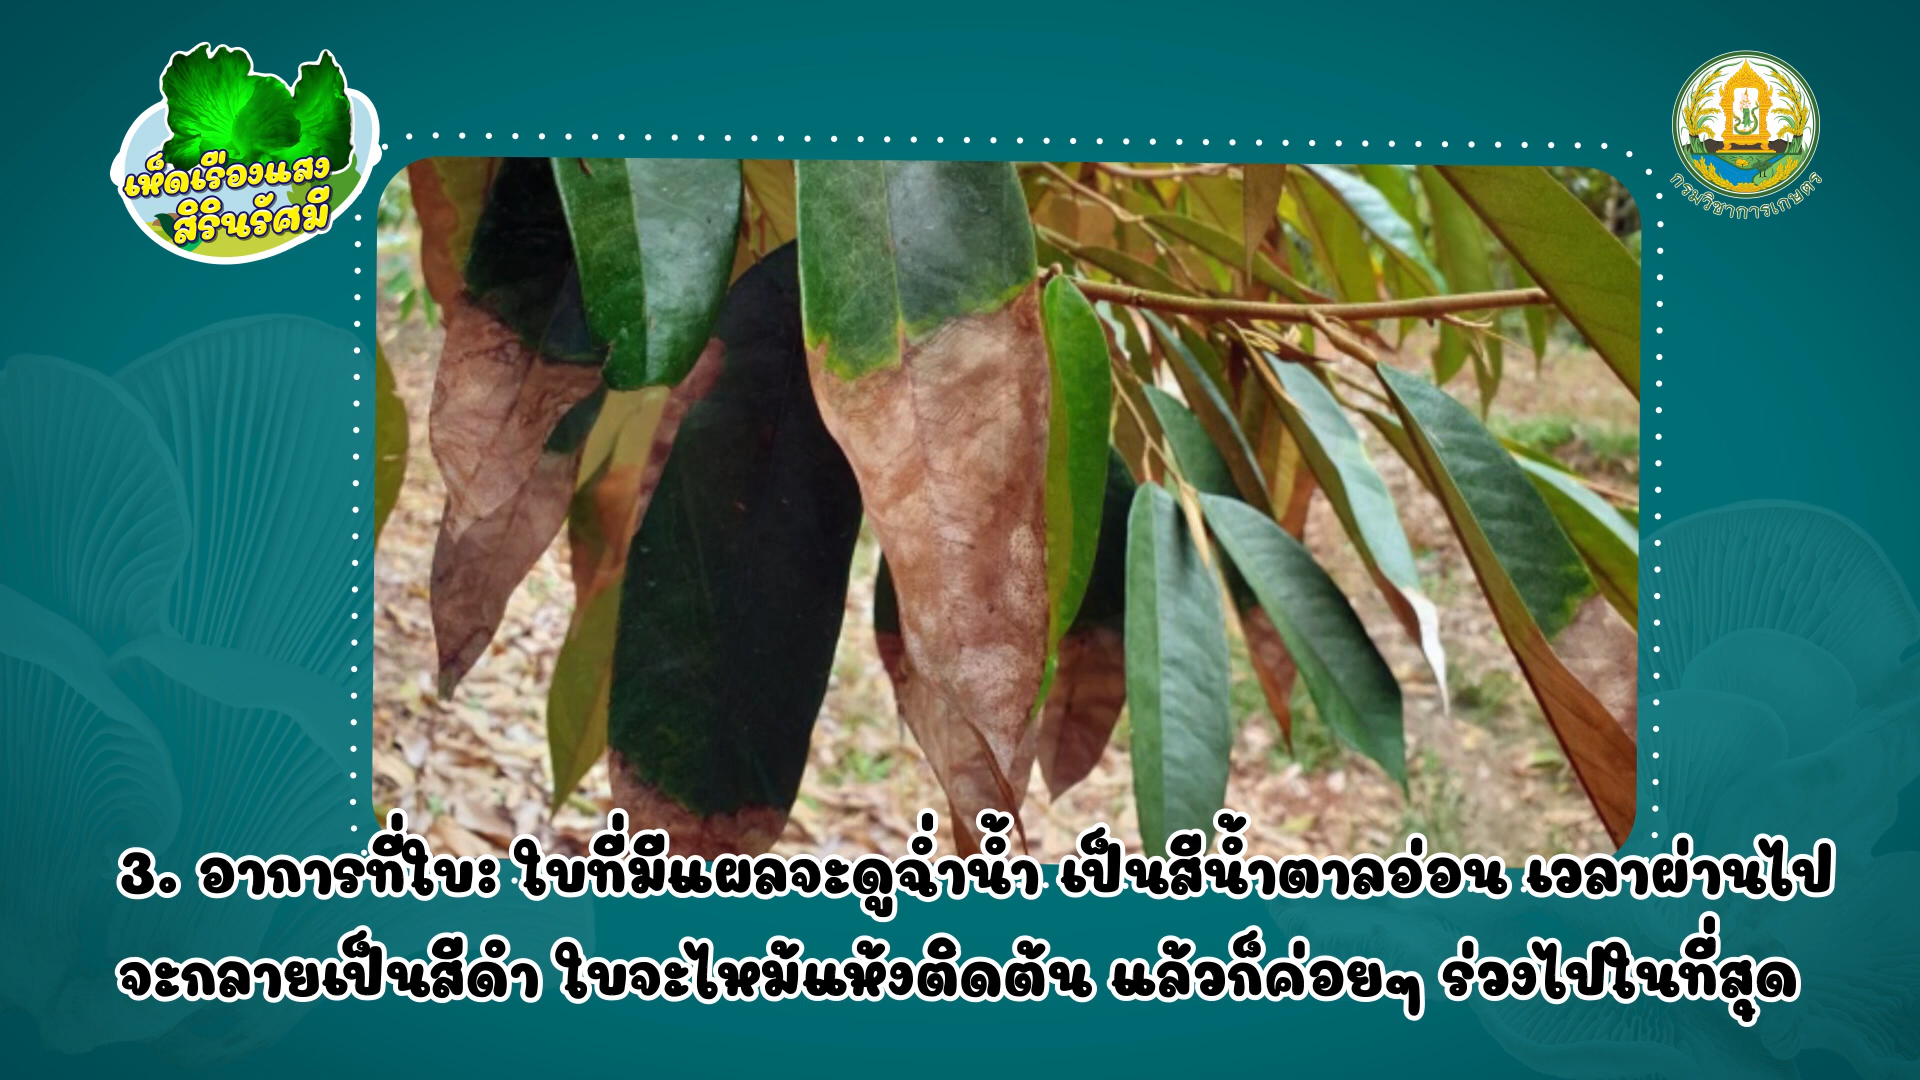 เห็ดเรืองแสง
สิรินรัศมี
กรมวิชาการเกษตร
3. อาการที่ใบ: ใบที่มีแผลจะดูฉ่ำน้ำ เป็นสีน้ำตาลอ่อน เวลาผ่านไป
จะกลายเป็นสีดำ ใบจะไหม้แห้งติดต้น แล้วก็ค่อยๆ ร่วงไปในที่สุด